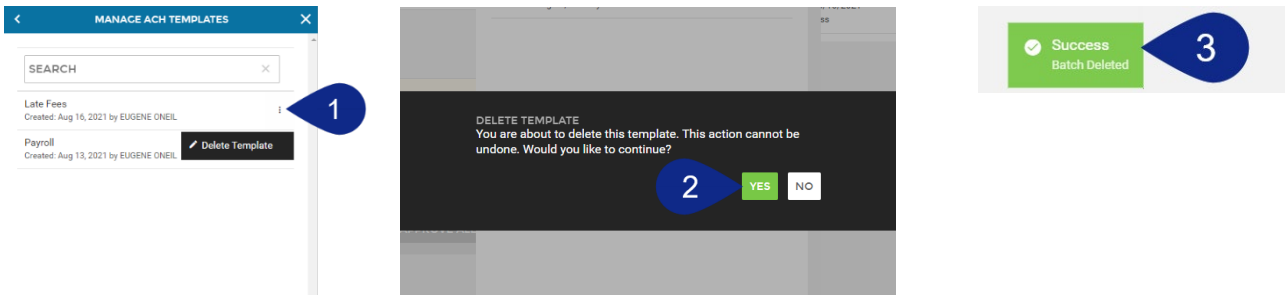 MANAGE ACH TEMPLATES
SEARCH
Late Fees
Created: Aug 16, 2021 by EUGENE ONEIL
1
Payroll
Created: Aug 13, 2021 by EUGENE ONEIL
Delete Template
ss
DELETE TEMPLATE
You are about to delete this template. This action cannot be
undone. Would you like to continue?
2
YES
NO
Success
Batch Deleted
3